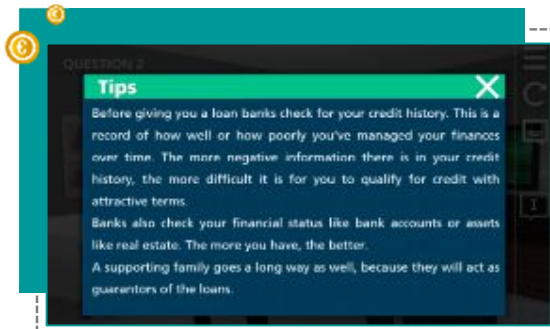 QUESTION 2
Tips
Before giving you a loan banks check for your credit history. This is a
record of how well or how poorly you've managed your finances
over time. The more negative information there is in your credit
history, the more difficult it is for you to qualify for credit with
attractive terms.
Banks also check your financial status like bank accounts or assets
like real estate. The more you have, the better.
A supporting family goes a long way as well, because they will act as
guarantors of the loans.